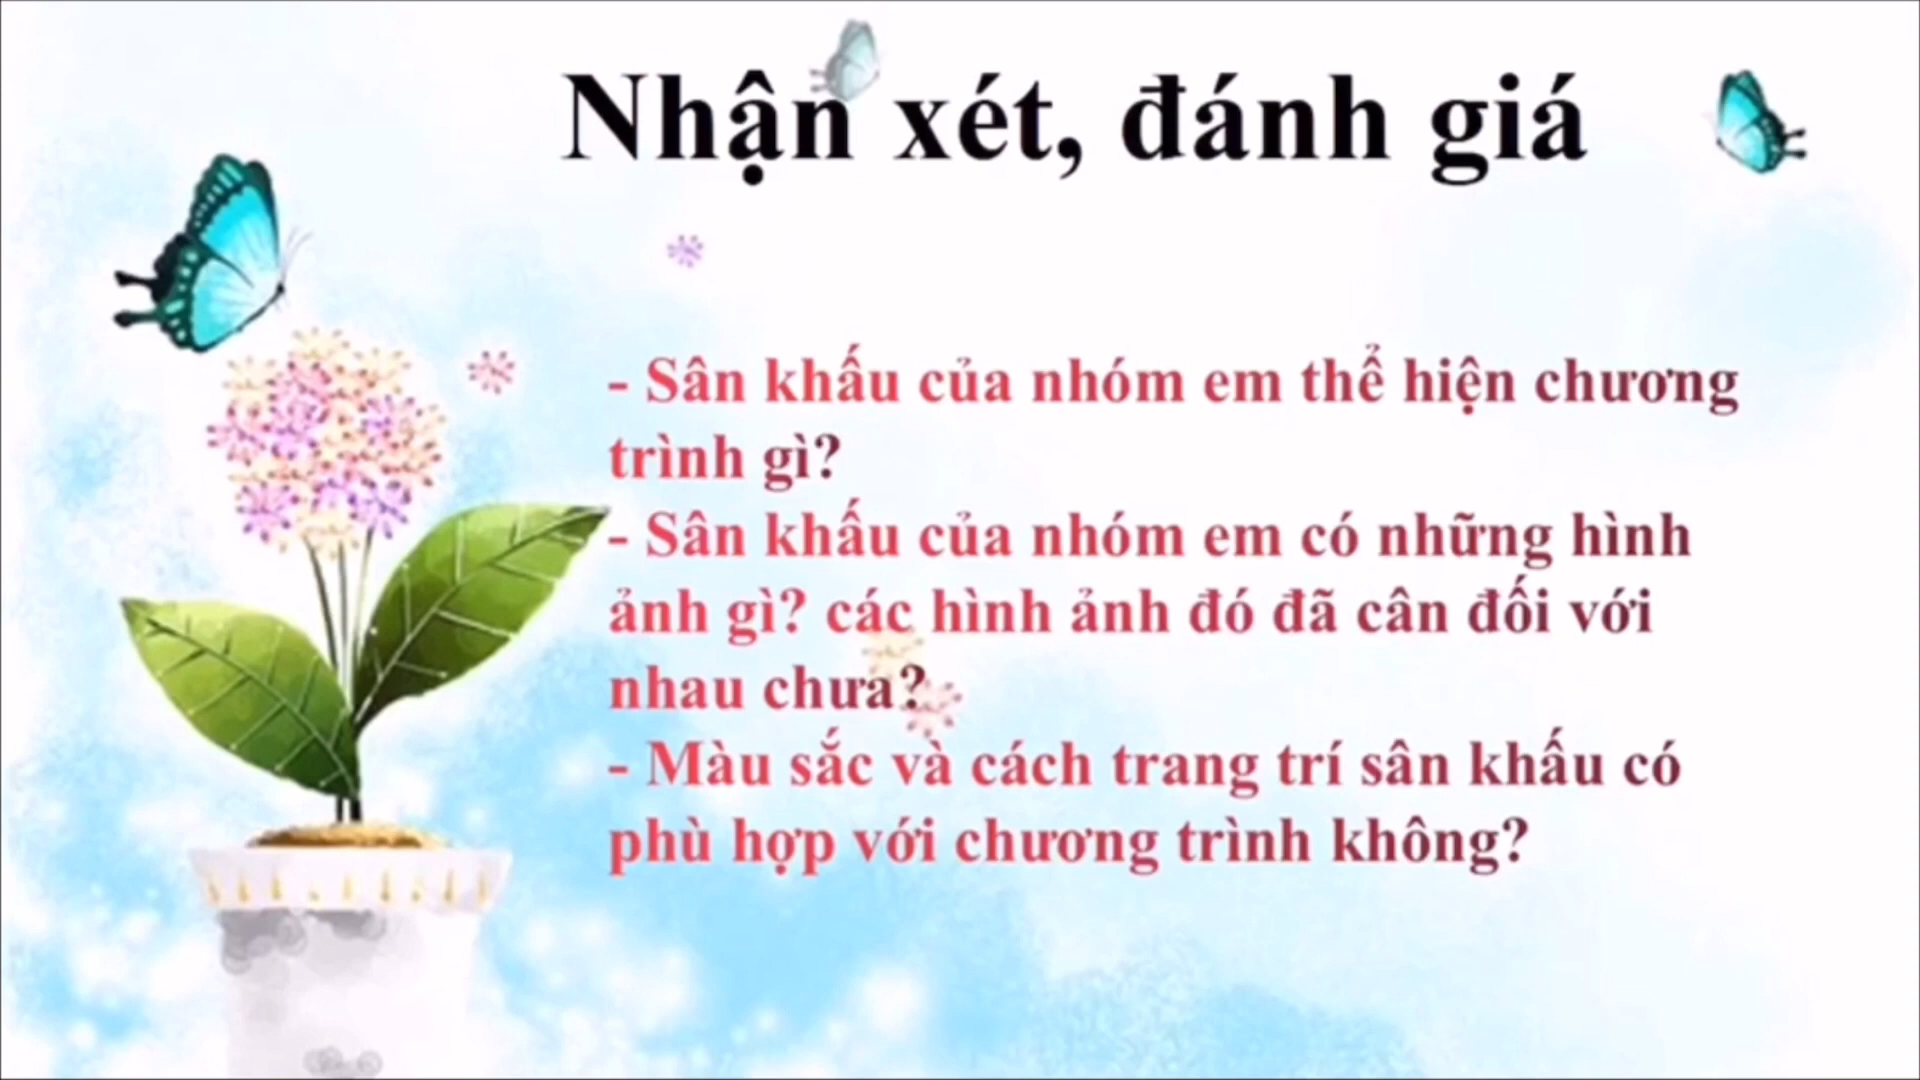 Nhận xét, đánh giá
- Sân khấu của nhóm em thể hiện chương
trình gì?
- Sân khấu của nhóm em có những hình
ảnh gì? các hình ảnh đó đã cân đối với
nhau chưa?
- Màu sắc và cách trang trí sân khấu có
phù hợp với chương trình không?